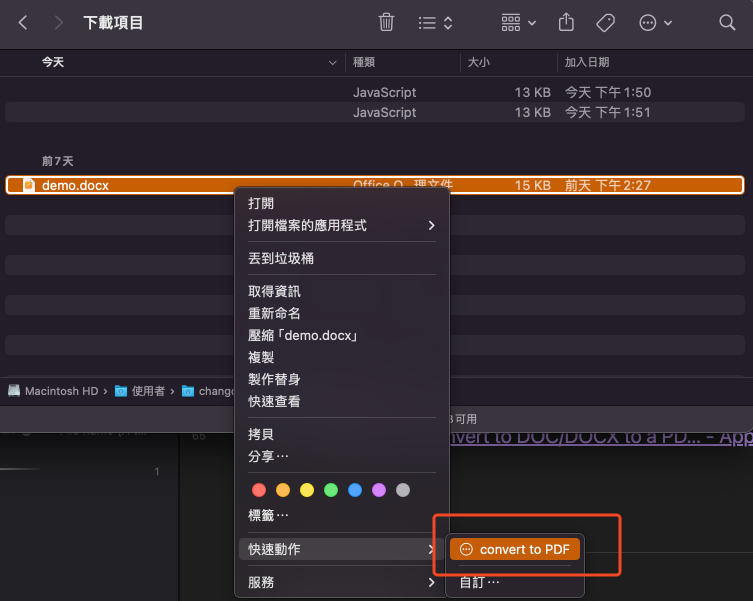 下載項目
今天 種類 大小 加入日期
JavaScript 13 KB 今天 下午 1:50
JavaScript 13 KB 今天 下午 1:51
前 7 天
demo.docx Office O...理文件 15 KB 前天 下午 2:27
打開
打開檔案的應用程式
丟到垃圾桶
取得資訊
重新命名
壓縮「demo.docx」
複製
製作替身
快速查看
Macintosh HD › 使用者 › chang
可用
拷貝
65 nvert to DOC/DOCX to a PD... - App
分享⋯
1
標籤⋯
快速動作
convert to PDF
服務
自訂⋯